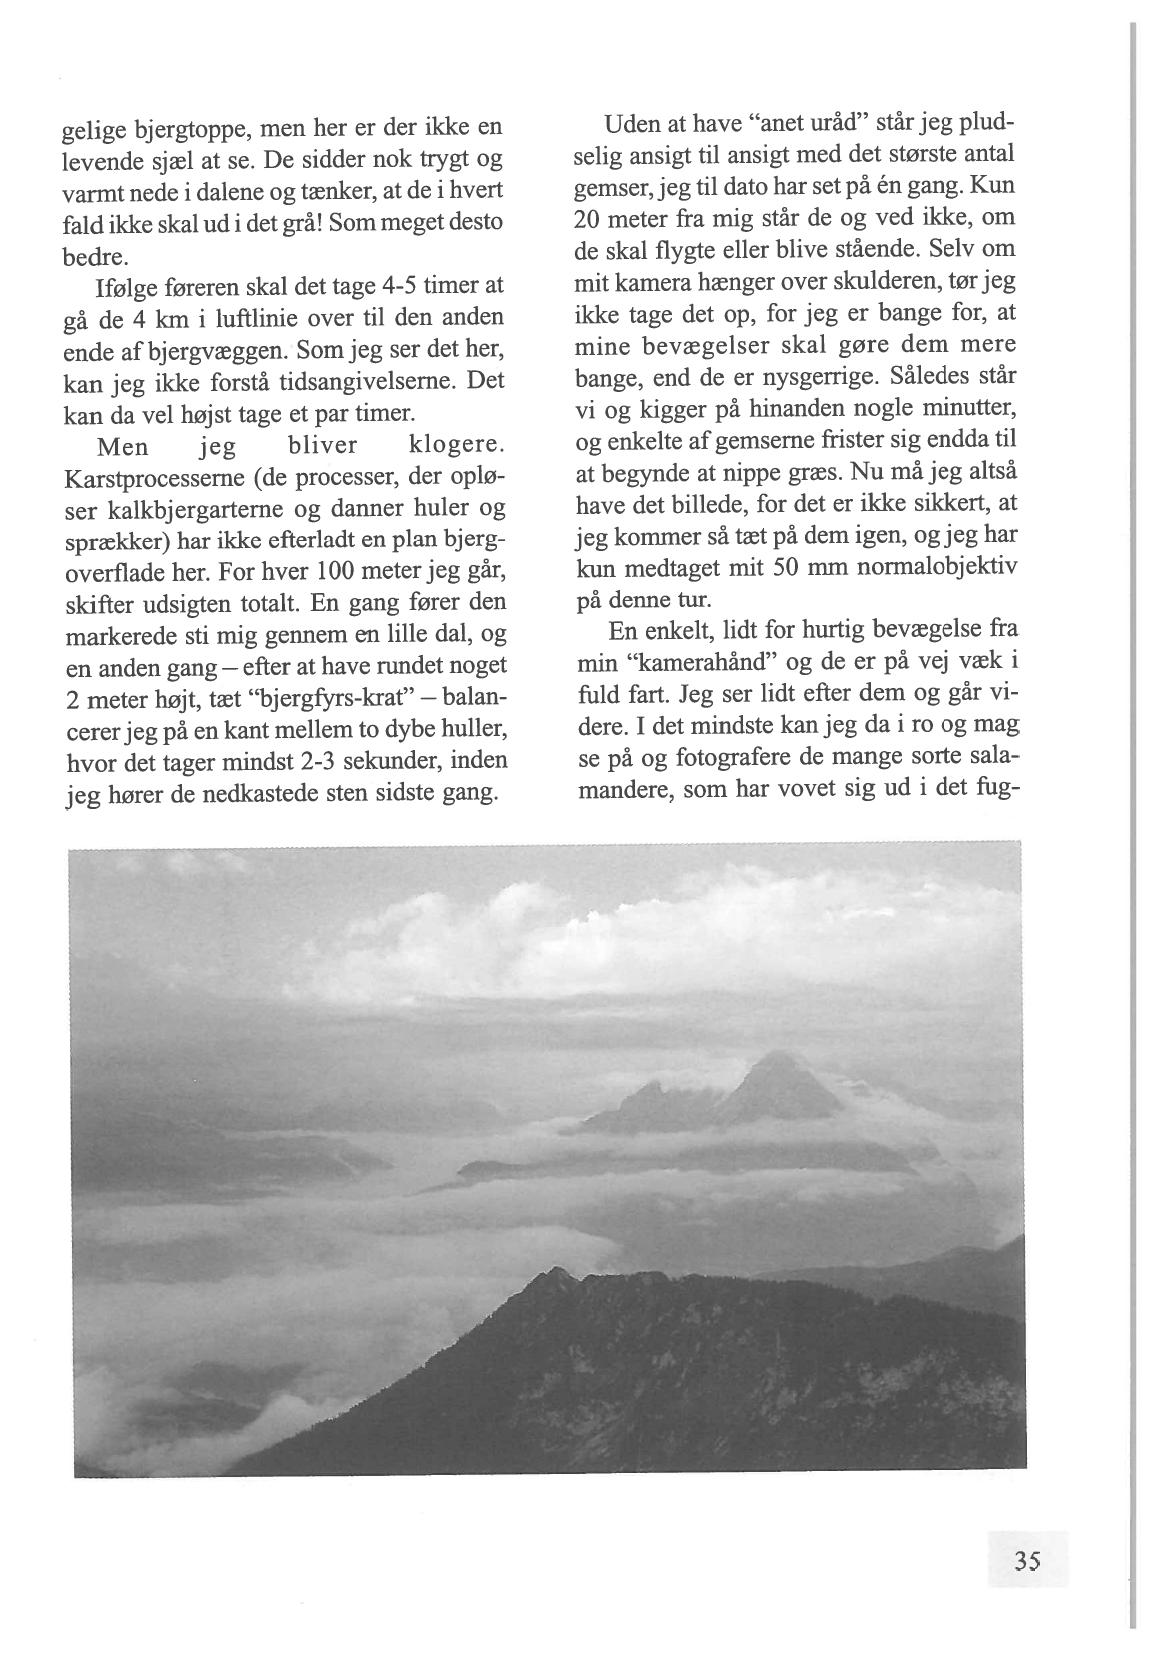 gelige bjergtoppe, men her er der ikke en
levende sjæl at se. De sidder nok trygt og
varmt nede i dalene og tænker, at de i hvert
fald ikke skal ud i det grå! Som meget desto
bedre.
Ifølge føreren skal det tage 4-5 timer at
gå de 4 km i luftlinie over til den anden
ende af bjergvæggen. Som jeg ser det her,
kan jeg ikke forstå tidsangivelserne. Det
kan da vel højst tage et par timer.
Men jeg bliver klogere.
Karstprocesserne (de processer, der oplø-
ser kalkbjergarterne og danner huler og
sprækker) har ikke efterladt en plan bjerg-
overflade her. For hver 100 meter jeg går,
skifter udsigten totalt. En gang fører den
markerede sti mig gennem en lille dal, og
en anden gang – efter at have rundet noget
2 meter højt, tæt “bjergfyrs-krat” – balan-
cerer jeg på en kant mellem to dybe huller,
hvor det tager mindst 2-3 sekunder, inden
jeg hører de nedkastede sten sidste gang.
Uden at have “anet uråd” står jeg plud-
selig ansigt til ansigt med det største antal
gemser, jeg til dato har set på én gang. Kun
20 meter fra mig står de og ved ikke, om
de skal flygte eller blive stående. Selv om
mit kamera hænger over skulderen, tør jeg
ikke tage det op, for jeg er bange for, at
mine bevægelser skal gøre dem mere
bange, end de er nysgerrige. Således står
vi og kigger på hinanden nogle minutter,
og enkelte af gemserne frister sig endda til
at begynde at nippe græs. Nu må jeg altså
have det billede, for det er ikke sikkert, at
jeg kommer så tæt på dem igen, og jeg har
kun medtaget mit 50 mm normalobjektiv
på denne tur.
En enkelt, lidt for hurtig bevægelse fra
min “kamerahånd” og de er på vej væk i
fuld fart. Jeg ser lidt efter dem og går vi-
dere. I det mindste kan jeg da i ro og mag
se på og fotografere de mange sorte sala-
mandere, som har vovet sig ud i det fug-
35